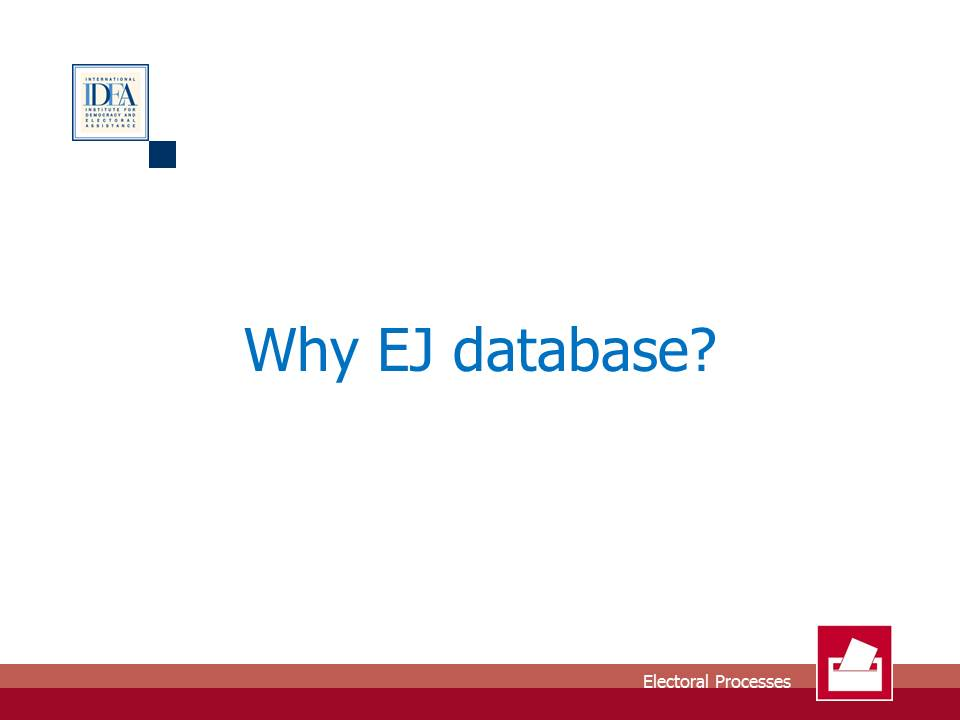 INTERNATIONAL
IDEA
INSTITUTE FOR
DEMOCRACY AND
ELECTORAL
ASSISTANCE
Why EJ database?
Electoral Processes